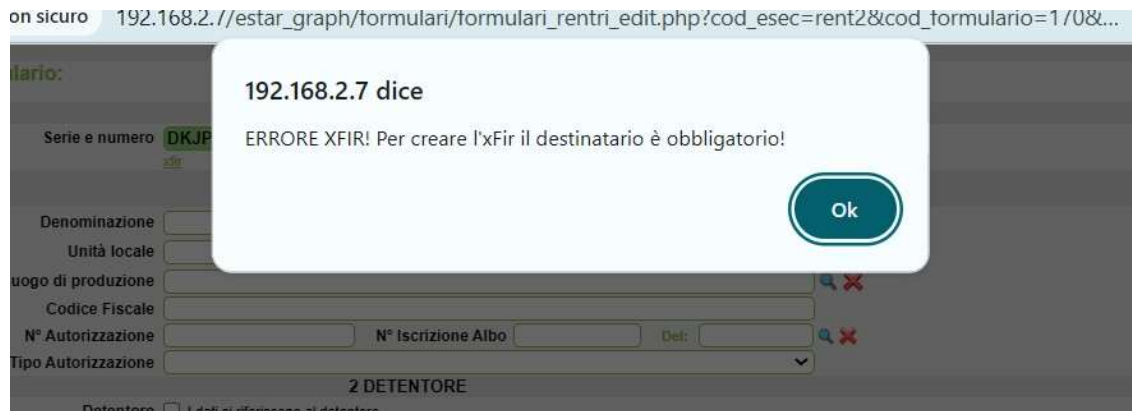 on sicuro 192.168.2.7/estar_graph/formulari/formulari_rentri_edit.php?cod_esec=rent2&cod_formulario=170&...
lario:
192.168.2.7 dice
ERRORE XFIR! Per creare l'xFir il destinatario è obbligatorio!
Ok
Serie e numero DKJP
xfir
Denominazione
Unità locale
uogo di produzione
Codice Fiscale
N° Autorizzazione N° Iscrizione Albo Del:
Tipo Autorizzazione
2 DETENTORE
Detentore I dati si riferiscono al detentore